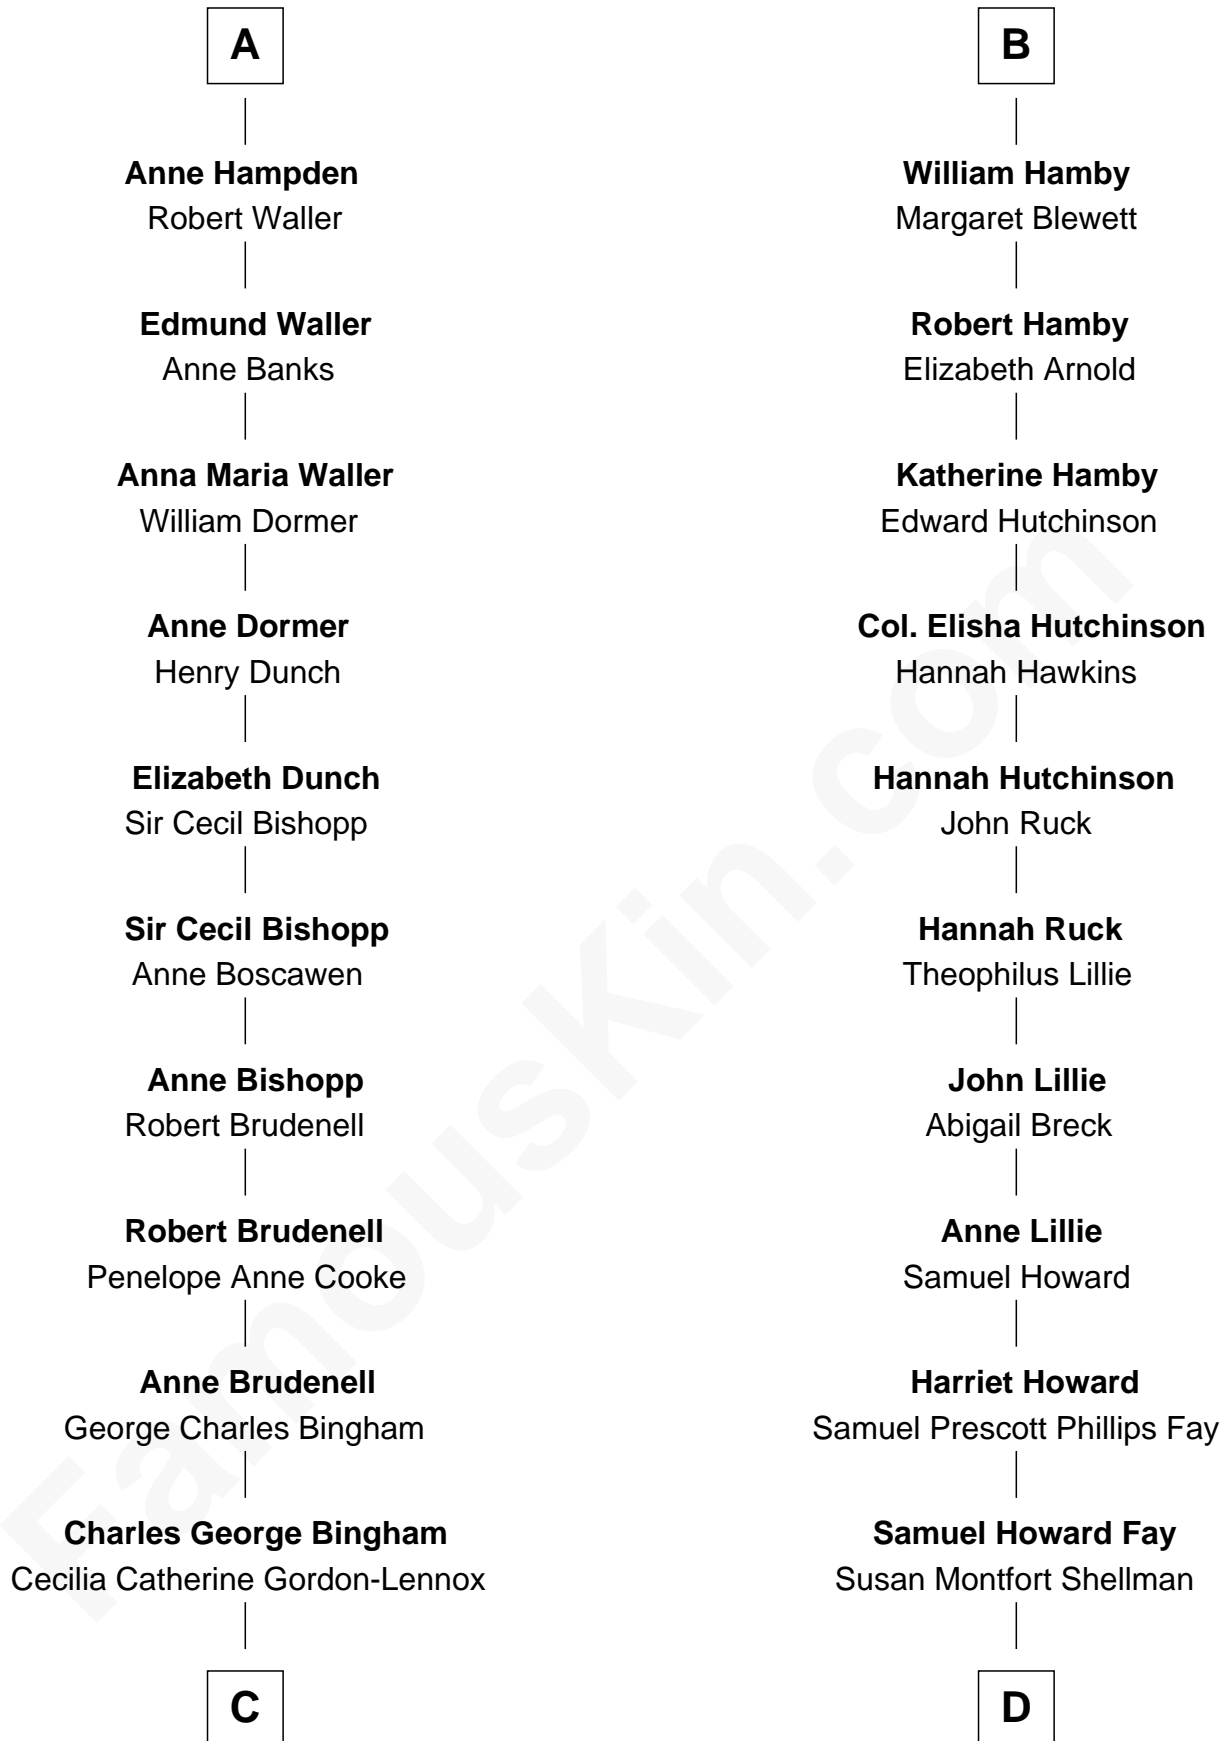 A
Anne Hampden
Robert Waller
Edmund Waller
Anne Banks
Anna Maria Waller
William Dormer
Anne Dormer
Henry Dunch
Elizabeth Dunch
Sir Cecil Bishopp
Sir Cecil Bishopp
Anne Boscawen
Anne Bishopp
Robert Brudenell
Robert Brudenell
Penelope Anne Cooke
Anne Brudenell
George Charles Bingham
Charles George Bingham
Cecilia Catherine Gordon-Lennox
C
B
William Hamby
Margaret Blewett
Robert Hamby
Elizabeth Arnold
Katherine Hamby
Edward Hutchinson
Col. Elisha Hutchinson
Hannah Hawkins
Hannah Hutchinson
John Ruck
Hannah Ruck
Theophilus Lillie
John Lillie
Abigail Breck
Anne Lillie
Samuel Howard
Harriet Howard
Samuel Prescott Phillips Fay
Samuel Howard Fay
Susan Montfort Shellman
D
FamousKin.com